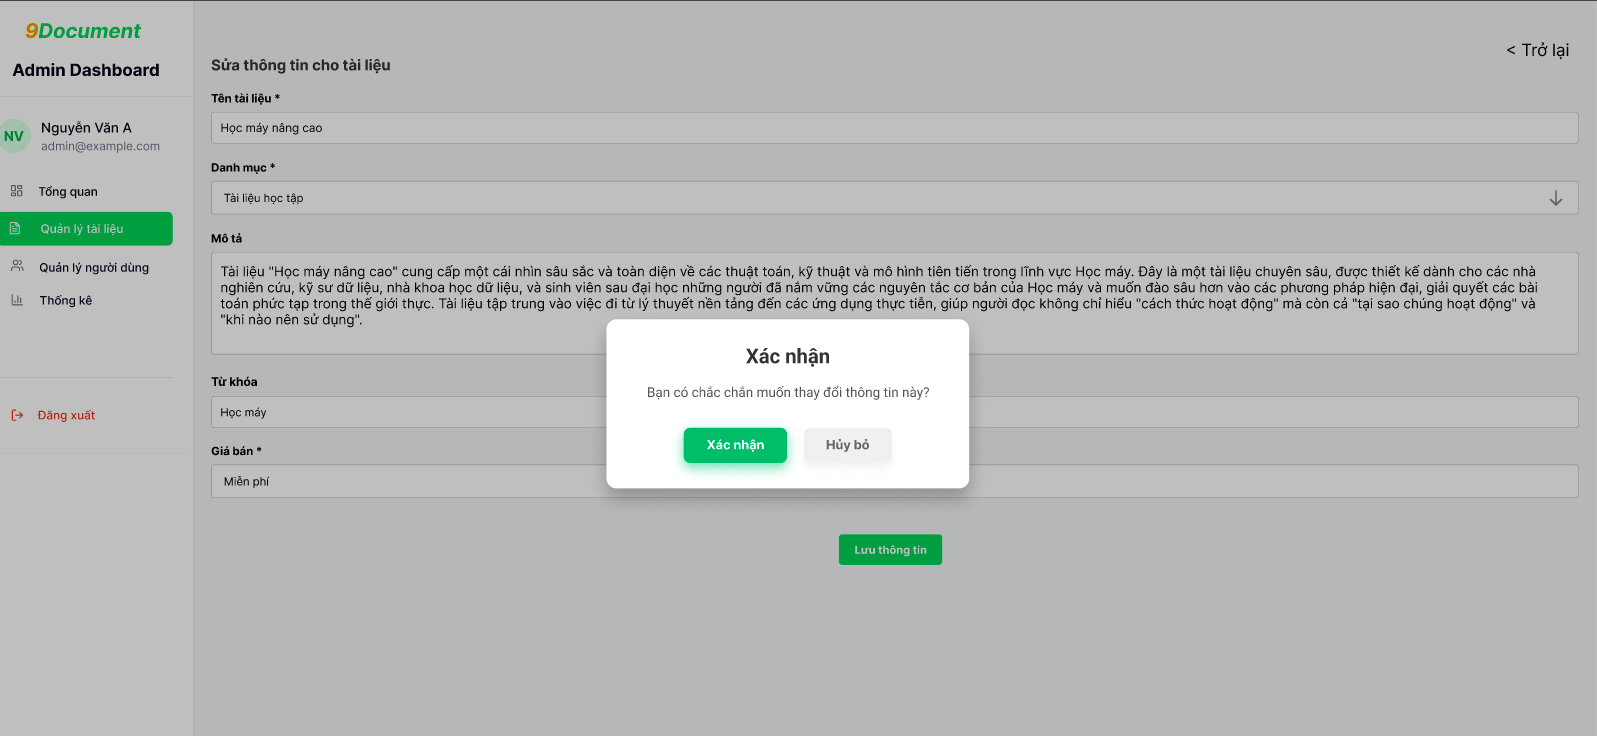 9Document
Admin Dashboard
NV
Nguyễn Văn A
admin@example.com
Tổng quan
Quản lý tài liệu
Quản lý người dùng
Thống kê
Đăng xuất
< Trở lại
Sửa thông tin cho tài liệu
Tên tài liệu *
Học máy nâng cao
Danh mục *
Tài liệu học tập
Mô tả
Tài liệu "Học máy nâng cao" cung cấp một cái nhìn sâu sắc và toàn diện về các thuật toán, kỹ thuật và mô hình tiên tiến trong lĩnh vực Học máy. Đây là một tài liệu chuyên sâu, được thiết kế dành cho các nhà
nghiên cứu, kỹ sư dữ liệu, nhà khoa học dữ liệu, và sinh viên sau đại học những người đã nắm vững các nguyên tắc cơ bản của Học máy và muốn đào sâu hơn vào các phương pháp hiện đại, giải quyết các bài
toán phức tạp trong thế giới thực. Tài liệu tập trung vào việc đi từ lý thuyết nền tảng đến các ứng dụng thực tiễn, giúp người đọc không chỉ hiểu "cách thức hoạt động" mà còn cả "tại sao chúng hoạt động" và
"khi nào nên sử dụng".
Xác nhận
Bạn có chắc chắn muốn thay đổi thông tin này?
Xác nhận
Hủy bỏ
Từ khóa
Học máy
Giá bán *
Miễn phí
Lưu thông tin